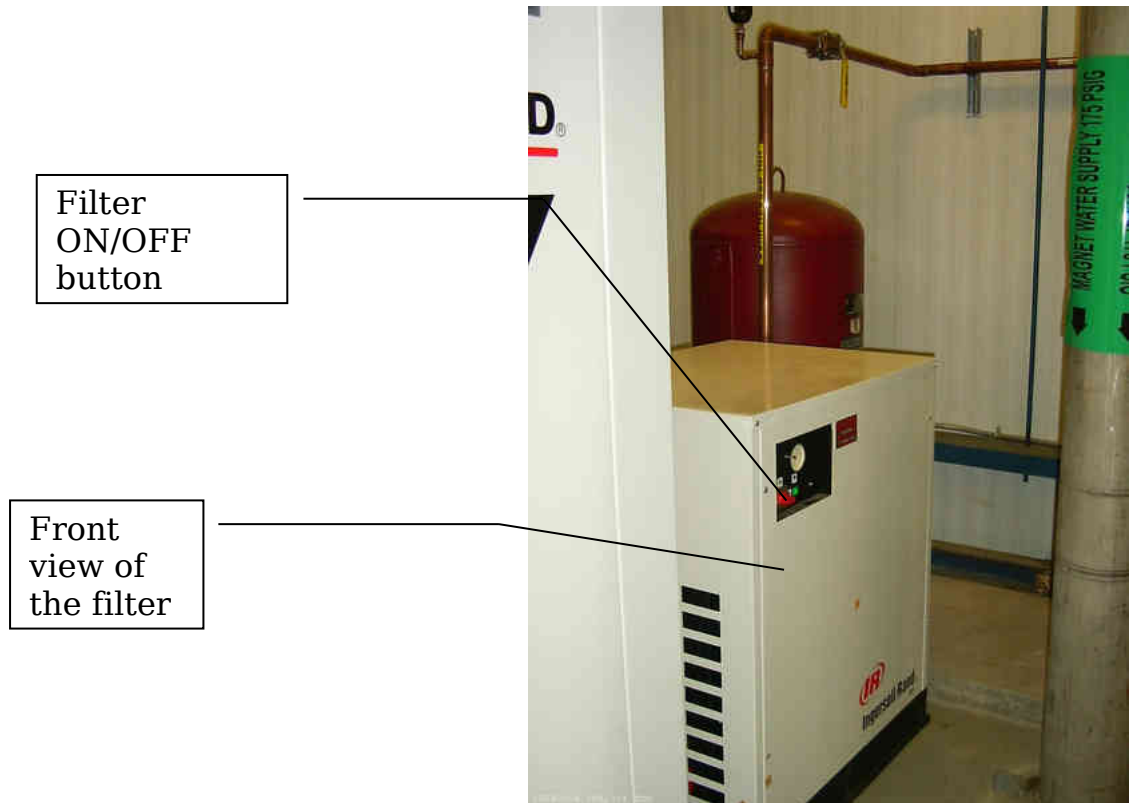 Filter
ON/OFF
button
Front
view of
the filter
D®
MAGNET WATER SUPPLY 175 PSIG
IR
Ingersoll Rand